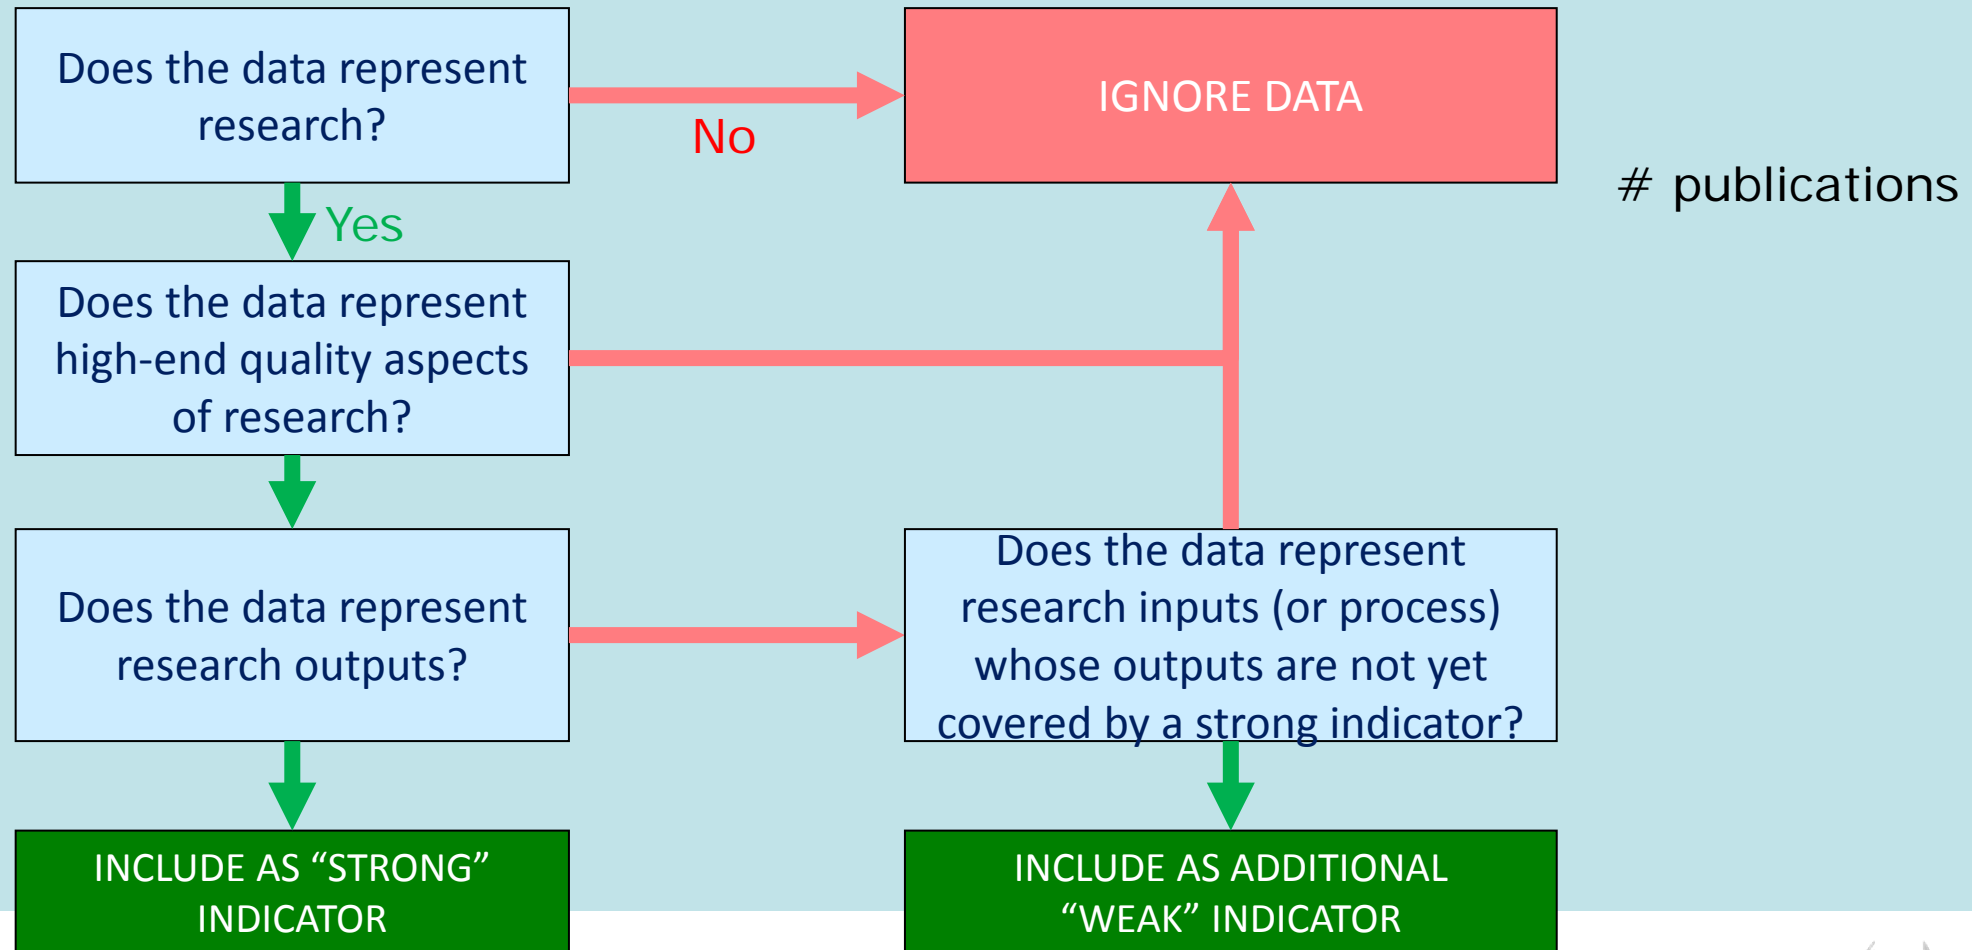 Does the data represent
research?
No
IGNORE DATA
# publications
Yes
Does the data represent
high-end quality aspects
of research?
Does the data represent
research outputs?
Does the data represent
research inputs (or process)
whose outputs are not yet
covered by a strong indicator?
INCLUDE AS “STRONG”
INDICATOR
INCLUDE AS ADDITIONAL
“WEAK” INDICATOR